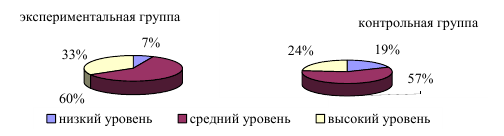 экспериментальная группа
контрольная группа
7%
33%
60%
24%
19%
57%
низкий уровень средний уровень высокий уровень